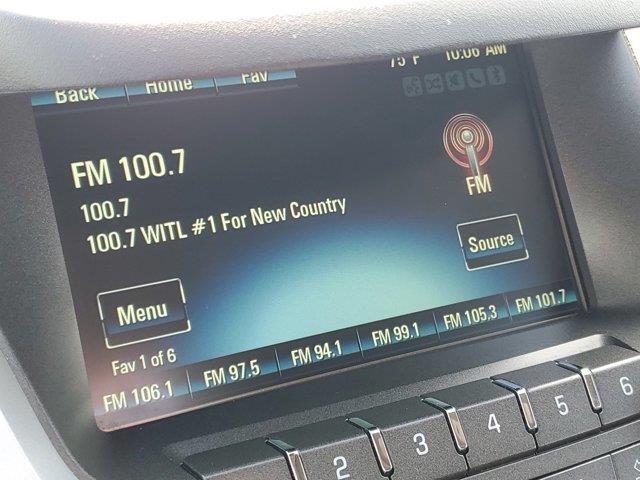 75°F 10:06 AM
Back Home Fav
FM 100.7
100.7
100.7 WITL #1 For New Country
FM
Source
Menu
Fav 1 of 6
FM 106.1 FM 97.5 FM 94.1 FM 99.1 FM 105.3 FM 101.7
2 3 4 5 6